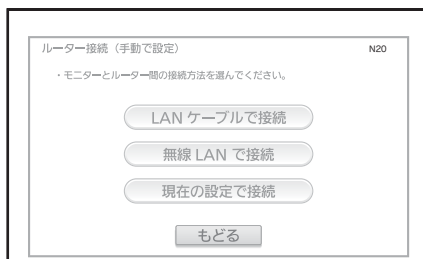 ルーター接続（手動で設定）
N20
・モニターとルーター間の接続方法を選んでください。
LAN ケーブルで接続
無線 LAN で接続
現在の設定で接続
もどる